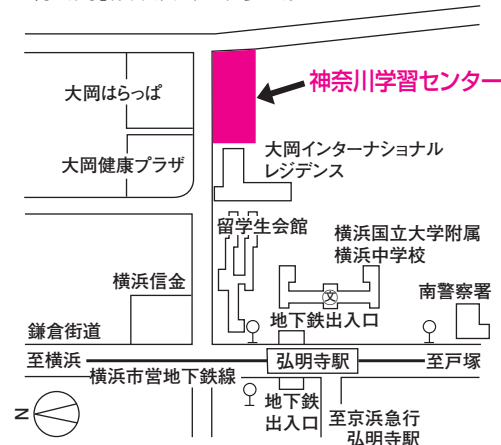 神奈川学習センター
大岡はらっぱ
大岡インターナショナル
レジデンス
大岡健康プラザ
留学生会館
横浜国立大学附属
横浜中学校
横浜信金
南警察署
文
地下鉄出入口
鎌倉街道
至横浜
弘明寺駅
至戸塚
横浜市営地下鉄線
地下鉄
出入口
至京浜急行
弘明寺駅
N